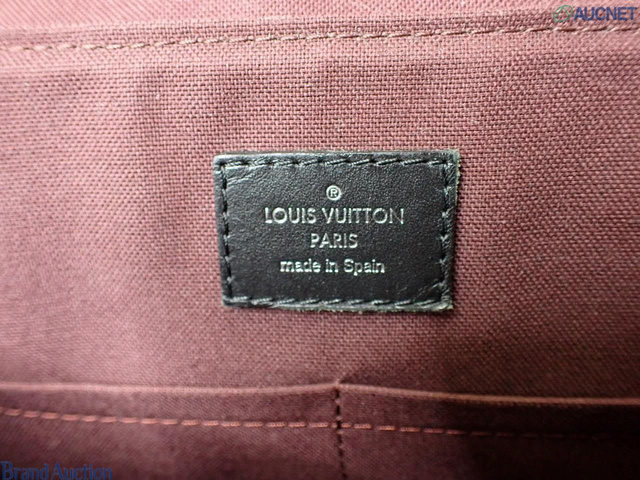 AUCNET
®
LOUIS VUITTON
PARIS
made in Spain
Brand Auction